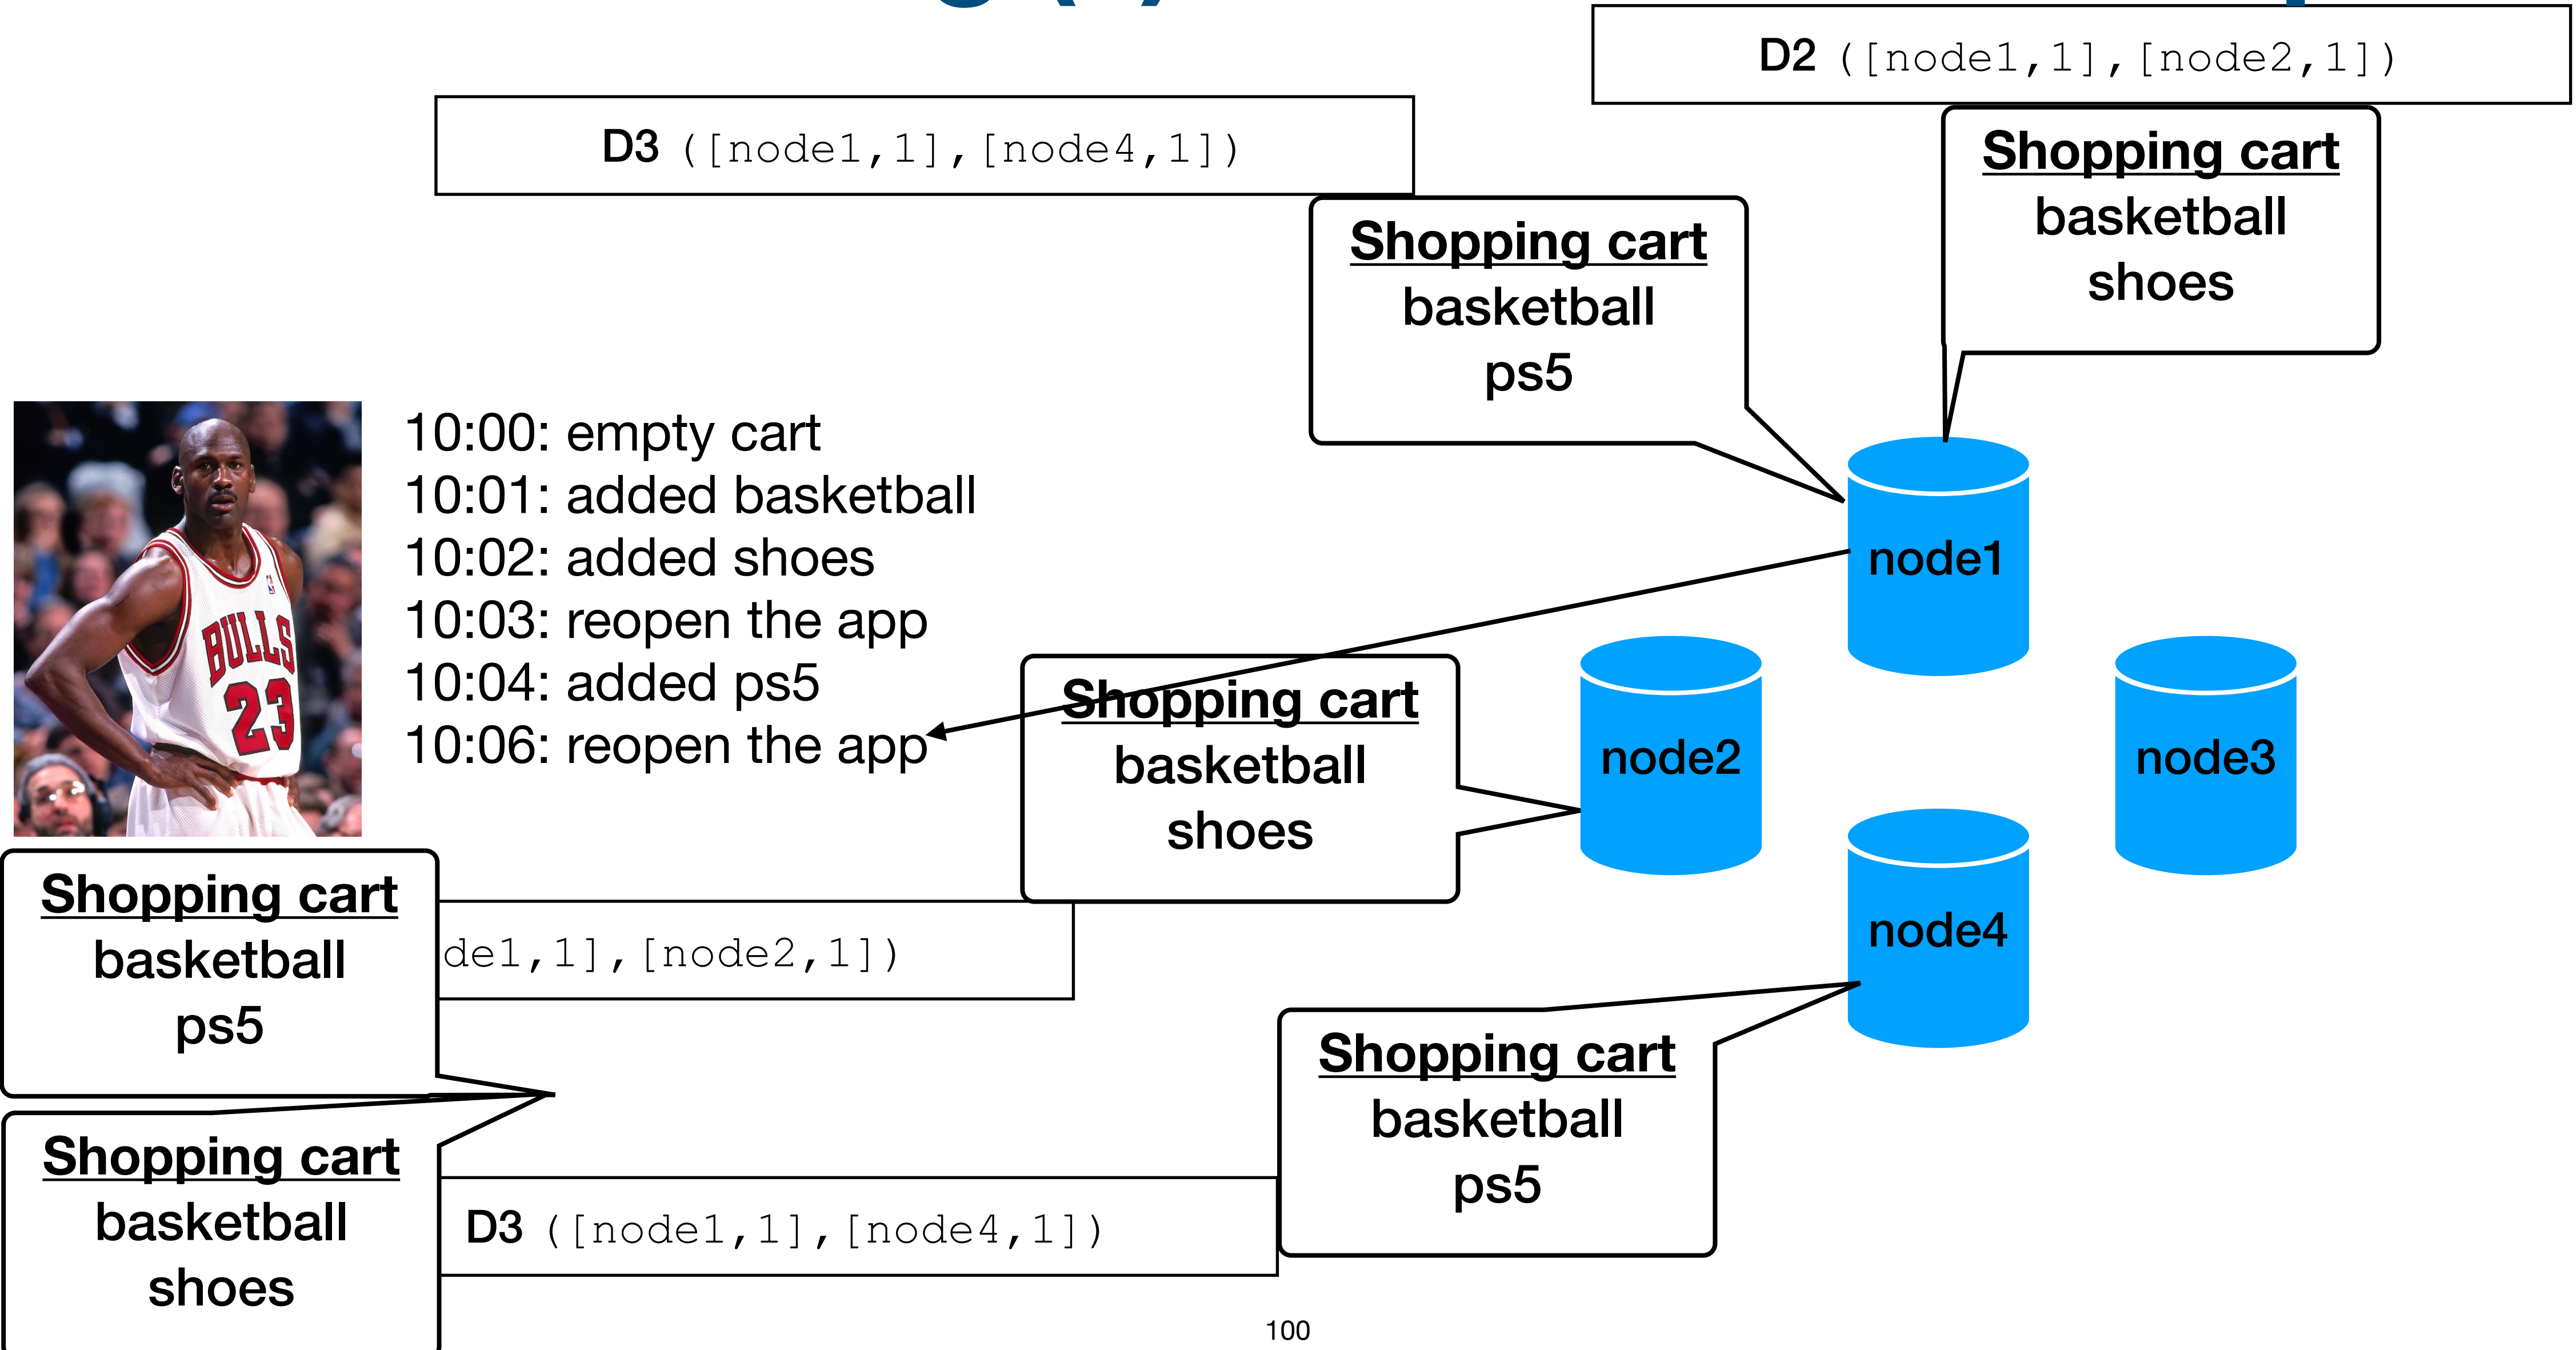 D2 ([node1,1],[node2,1])
D3 ([node1,1],[node4,1])
Shopping cart
basketball
shoes
Shopping cart
basketball
ps5
10:00: empty cart
10:01: added basketball
10:02: added shoes
10:03: reopen the app
10:04: added ps5
10:06: reopen the app
BULLS
23
node1
Shopping cart
basketball
shoes
node2
node3
node4
Shopping cart
basketball
ps5
de1,1],[node2,1])
Shopping cart
basketball
ps5
Shopping cart
basketball
shoes
D3 ([node1,1],[node4,1])
100